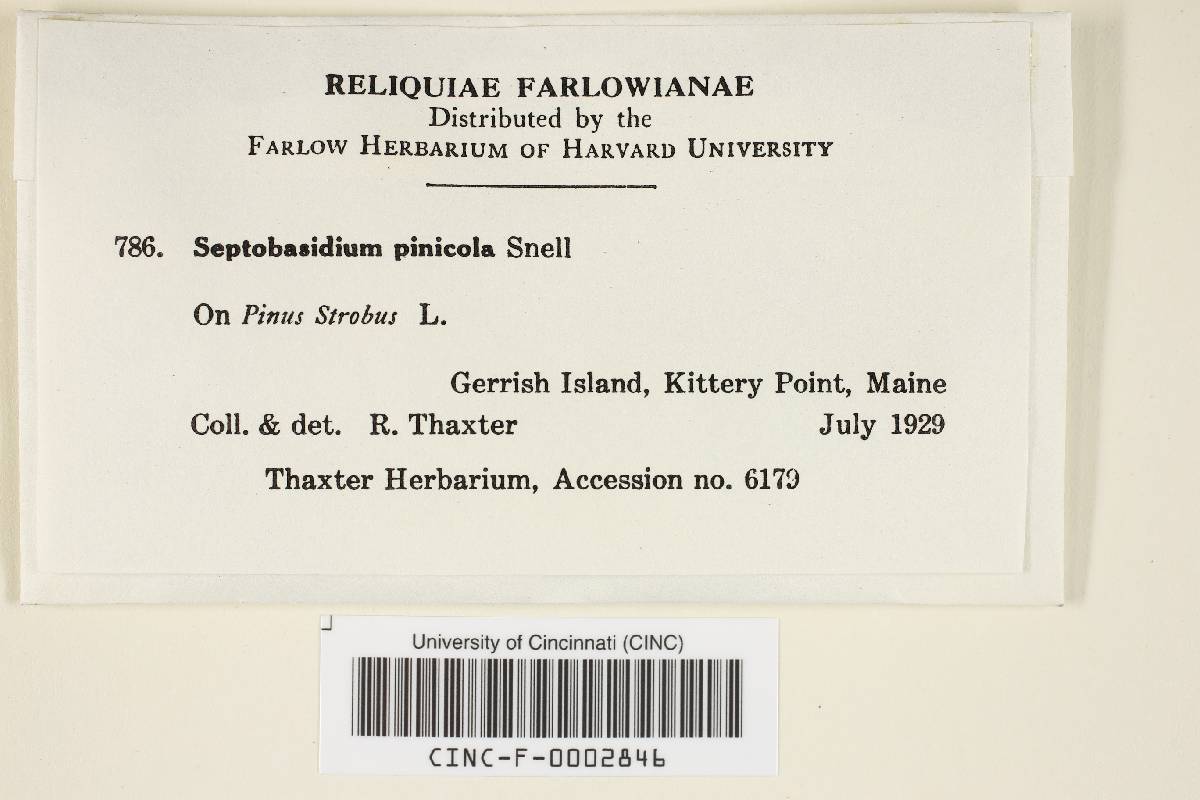 RELIQUIAE FARLOWIANAE
Distributed by the
FARLOW HERBARIUM OF HARVARD UNIVERSITY
786. Septobasidium pinicola Snell
On Pinus Strobus L.
Gerrish Island, Kittery Point, Maine
Coll. & det. R. Thaxter July 1929
Thaxter Herbarium, Accession no. 6179
University of Cincinnati (CINC)
CINC-F-0002846